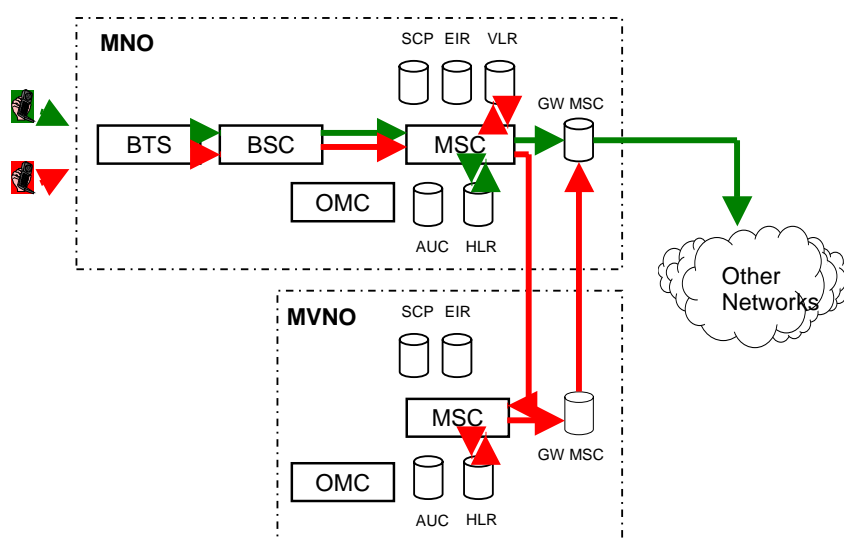 MNO
SCP EIR VLR
GW MSC
BTS
BSC
MSC
OMC
AUC HLR
Other
Networks
MVNO
SCP EIR
MSC
GW MSC
OMC
AUC HLR